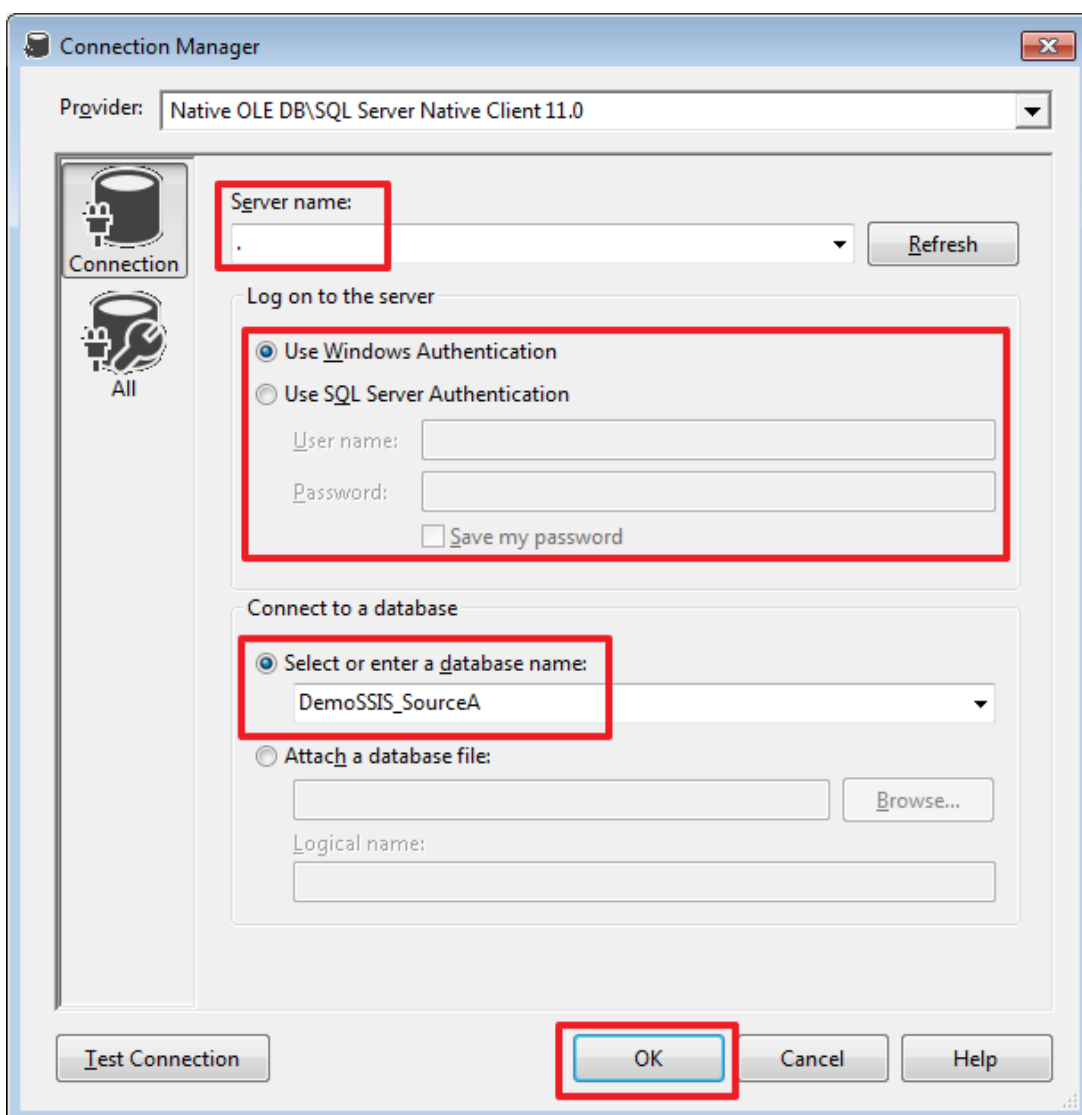 Connection Manager
Provider: Native OLE DB\SQL Server Native Client 11.0
Connection
All
Server name:
.
Refresh
Log on to the server
Use Windows Authentication
Use SQL Server Authentication
User name:
Password:
Save my password
Connect to a database
Select or enter a database name:
DemoSSIS_SourceA
Attach a database file:
Browse...
Logical name:
Test Connection OK Cancel Help